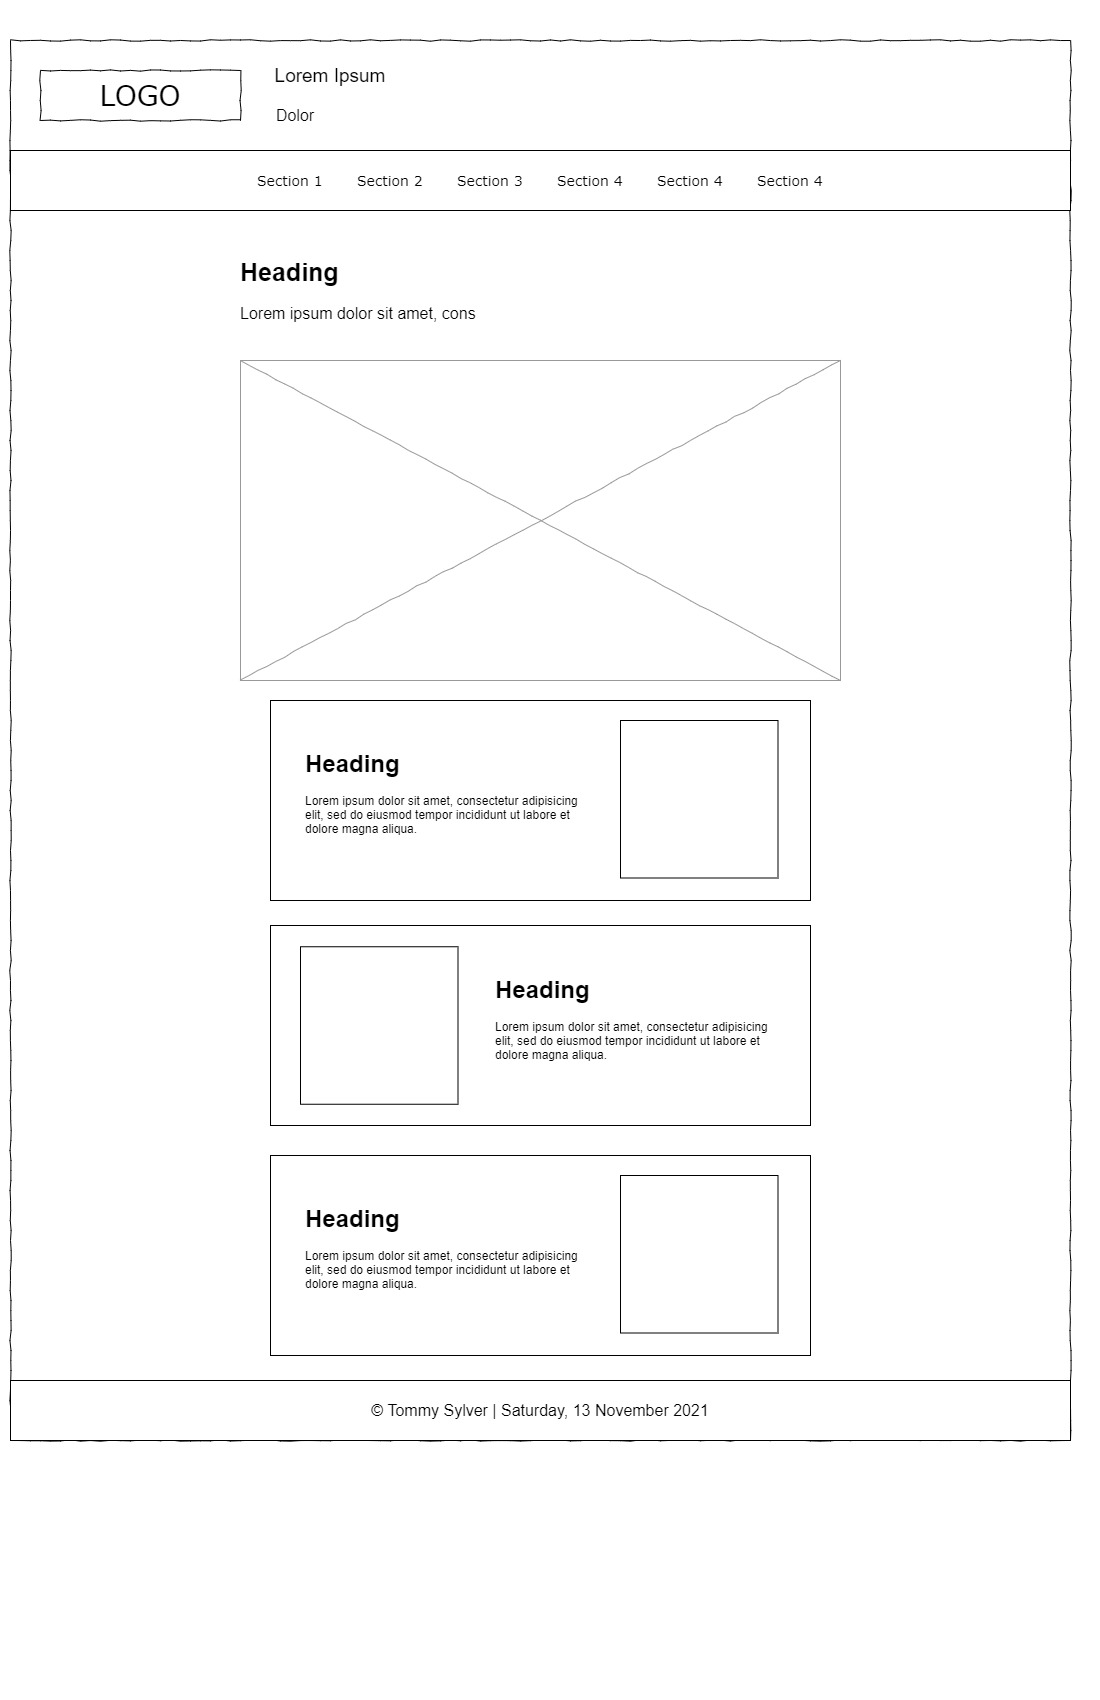 LOGO
Lorem Ipsum
Dolor
Section 1 Section 2 Section 3 Section 4 Section 4 Section 4
Heading
Lorem ipsum dolor sit amet, cons
Heading
Lorem ipsum dolor sit amet, consectetur adipisicing
elit, sed do eiusmod tempor incididunt ut labore et
dolore magna aliqua.
Heading
Lorem ipsum dolor sit amet, consectetur adipisicing
elit, sed do eiusmod tempor incididunt ut labore et
dolore magna aliqua.
Heading
Lorem ipsum dolor sit amet, consectetur adipisicing
elit, sed do eiusmod tempor incididunt ut labore et
dolore magna aliqua.
© Tommy Sylver | Saturday, 13 November 2021